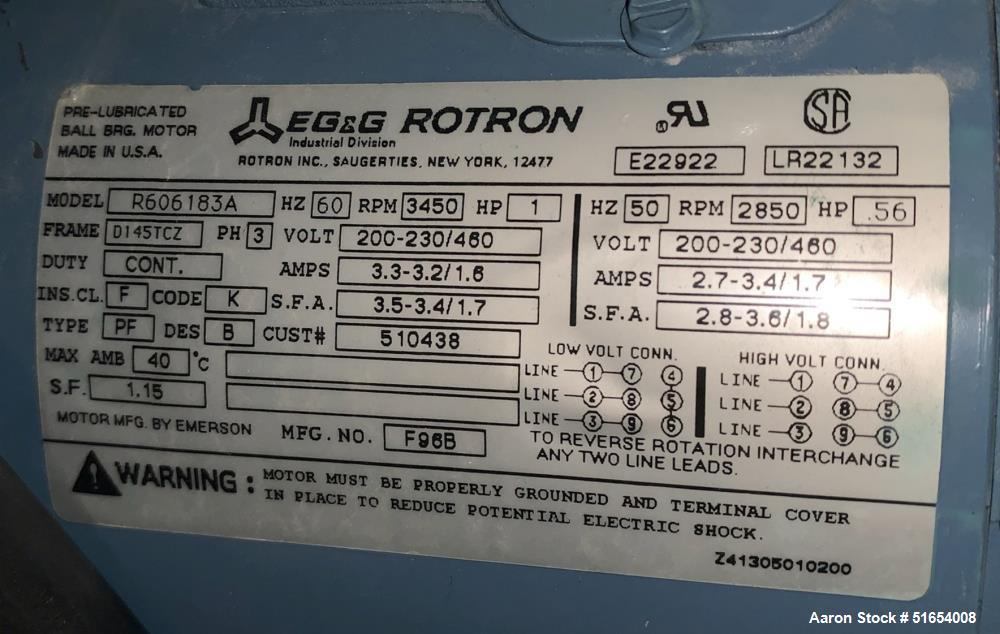 PRE-LUBRICATED
BALL BRG. MOTOR
MADE IN U.S.A.
EG&G ROTRON
Industrial Division
ROTRON INC., SAUGERTIES, NEW YORK, 12477
E22922
LR22132
MODEL R606183A HZ 60 RPM 3450 HP 1 HZ 50 RPM 2850 HP .56
FRAME D145TCZ PH 3 VOLT 200-230/460 VOLT 200-230/460
DUTY CONT. AMPS 3.3-3.2/1.6 AMPS 2.7-3.4/1.7
INS.CL. F CODE K S.F.A. 3.5-3.4/1.7 S.F.A. 2.8-3.6/1.8
TYPE PF DES B CUST# 510438
MAX AMB 40 °C
S.F. 1.15
LOW VOLT CONN. HIGH VOLT CONN.
LINE 1 7 4 LINE 1 7 4
LINE 2 8 5 LINE 2 8 5
LINE 3 9 6 LINE 3 9 6
MOTOR MFG. BY EMERSON MFG. NO. F96B
TO REVERSE ROTATION INTERCHANGE
ANY TWO LINE LEADS.
WARNING: MOTOR MUST BE PROPERLY GROUNDED AND TERMINAL COVER
IN PLACE TO REDUCE POTENTIAL ELECTRIC SHOCK.
Z41305010200
Aaron Stock # 51654008